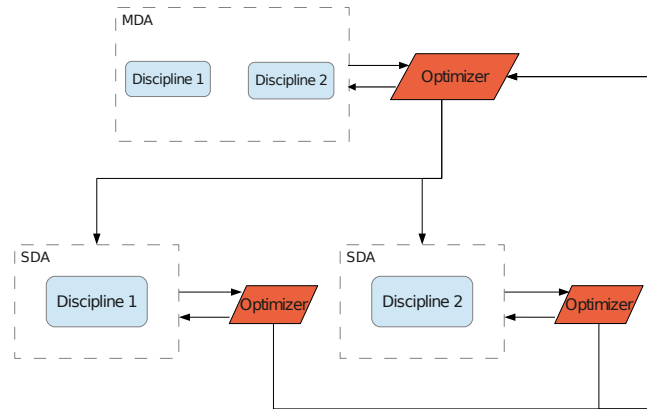 MDA
Discipline 1
Discipline 2
Optimizer
SDA
Discipline 1
Optimizer
SDA
Discipline 2
Optimizer